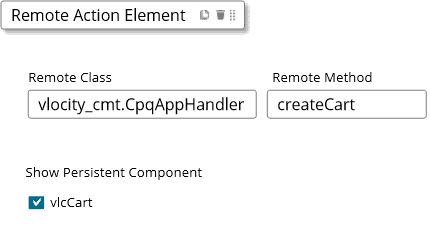 Remote Action Element
Remote Class
Remote Method
vlocity_cmt.CpqAppHandler
createCart
Show Persistent Component
vlcCart